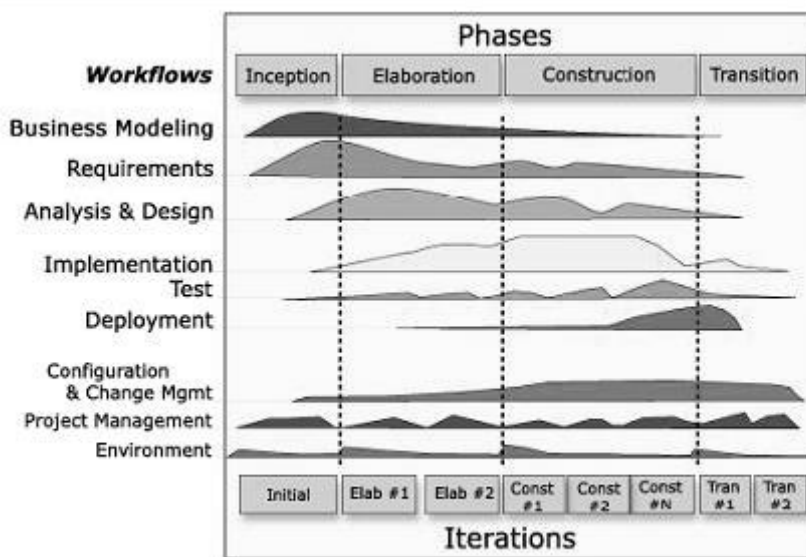 Phases
Workflows
Inception
Elaboration
Construction
Transition
Business Modeling
Requirements
Analysis & Design
Implementation
Test
Deployment
Configuration
& Change Mgmt
Project Management
Environment
Initial
Elab #1
Elab #2
Const
#1
Const
#2
Const
#N
Tran
#1
Tran
#2
Iterations